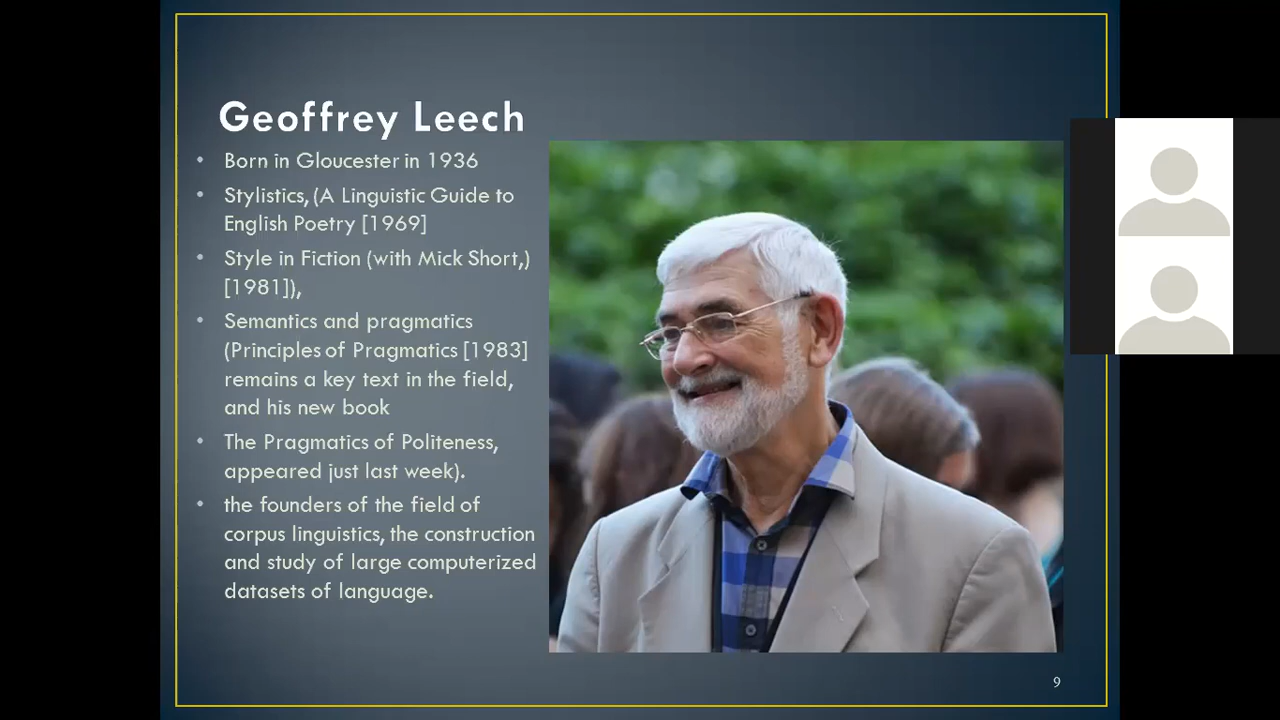 Geoffrey Leech
• Born in Gloucester in 1936
• Stylistics, (A Linguistic Guide to
English Poetry [1969]
• Style in Fiction (with Mick Short,)
[1981]),
• Semantics and pragmatics
(Principles of Pragmatics [1983]
remains a key text in the field,
and his new book
• The Pragmatics of Politeness,
appeared just last week).
• the founders of the field of
corpus linguistics, the construction
and study of large computerized
datasets of language.
9